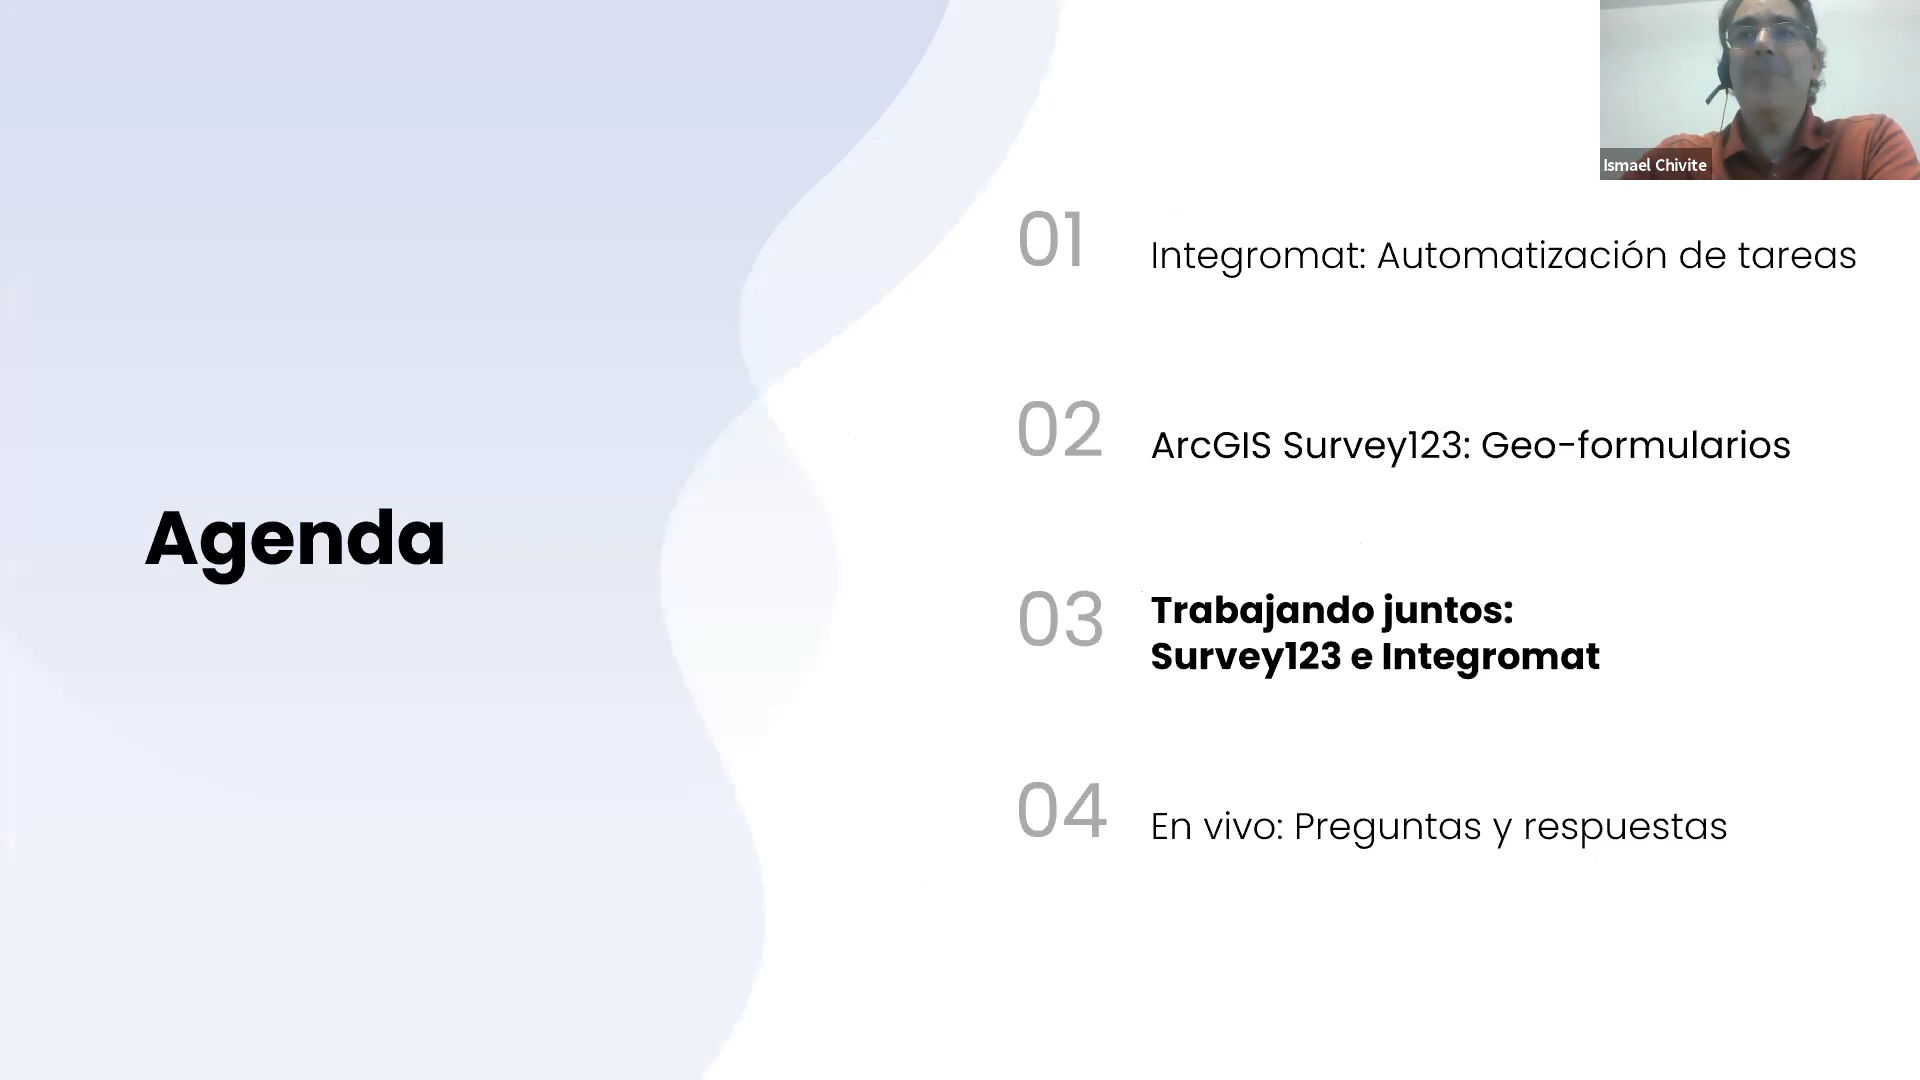 Ismael Chivite
Agenda
01
Integromat: Automatización de tareas
02
ArcGIS Survey123: Geo-formularios
03
Trabajando juntos:
Survey123 e Integromat
04
En vivo: Preguntas y respuestas